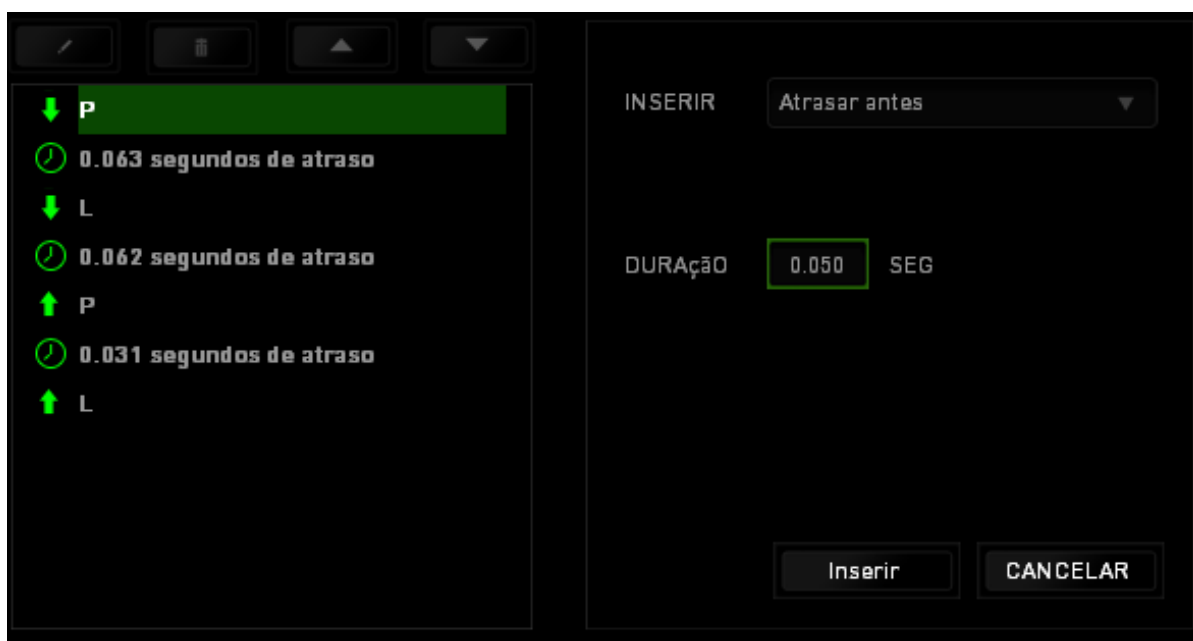 P
0.063 segundos de atraso
L
0.062 segundos de atraso
P
0.031 segundos de atraso
L
INSERIR Atrasar antes
DURAçãO 0.050 SEG
Inserir CANCELAR